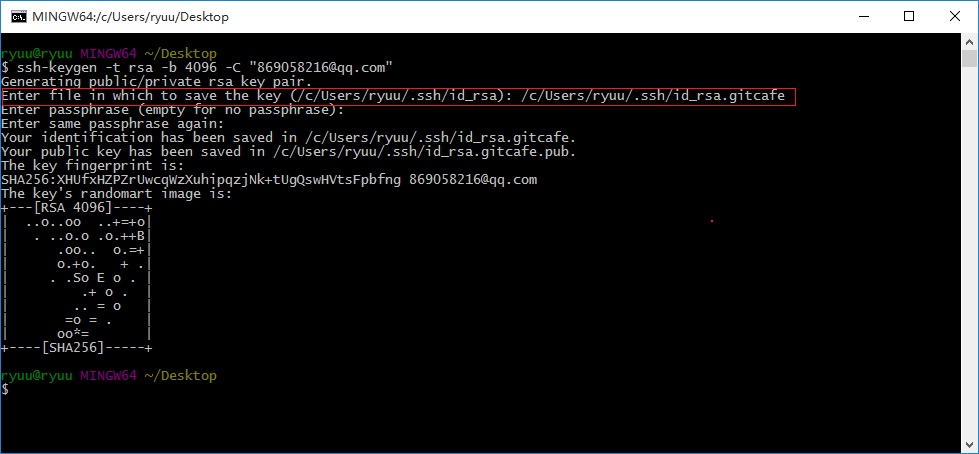 MINGW64:/c/Users/ryuu/Desktop
ryuu@ryuu MINGW64 ~/Desktop
$ ssh-keygen -t rsa -b 4096 -C "869058216@qq.com"
Generating public/private rsa key pair.
Enter file in which to save the key (/c/Users/ryuu/.ssh/id_rsa): /c/Users/ryuu/.ssh/id_rsa.gitcafe
Enter passphrase (empty for no passphrase):
Enter same passphrase again:
Your identification has been saved in /c/Users/ryuu/.ssh/id_rsa.gitcafe.
Your public key has been saved in /c/Users/ryuu/.ssh/id_rsa.gitcafe.pub.
The key fingerprint is:
SHA256:XHUfxHZPZrUwcqWzXuhjpqzjNk+tUgQswHVtsFpbfng 869058216@qq.com
The key's randomart image is:
+---[RSA 4096]----+
|  ..o..oo  ..+=+o|
|   . ..o.o .o.++B|
|      .oo..  o.=+|
|      o.+o.   + .|
|     . .So E o . |
|         .+ o .  |
|        .. = o   |
|       =o = .    |
|      oo*=       |
+----[SHA256]-----+
ryuu@ryuu MINGW64 ~/Desktop
$